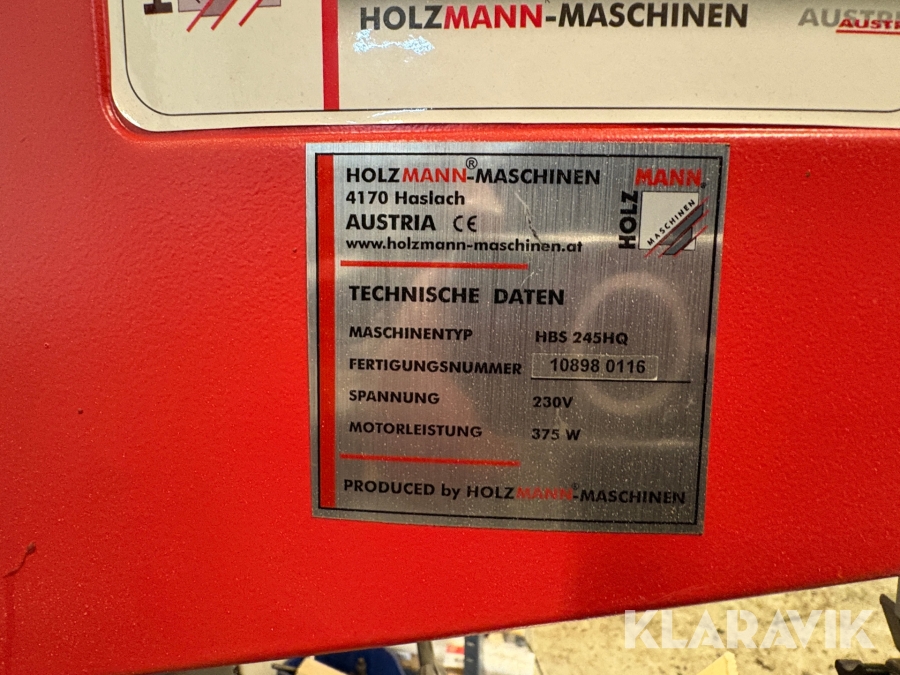 HOLZMANN-MASCHINEN
AUSTRIA
HOLZMANN®-MASCHINEN
4170 Haslach
AUSTRIA CE
www.holzmann-maschinen.at
HOLZ
MANN®
MASCHINEN
TECHNISCHE DATEN
MASCHINENTYP HBS 245HQ
FERTIGUNGSNUMMER 10898 0116
SPANNUNG 230V
MOTORLEISTUNG 375 W
PRODUCED by HOLZMANN®-MASCHINEN
KLARAVIK